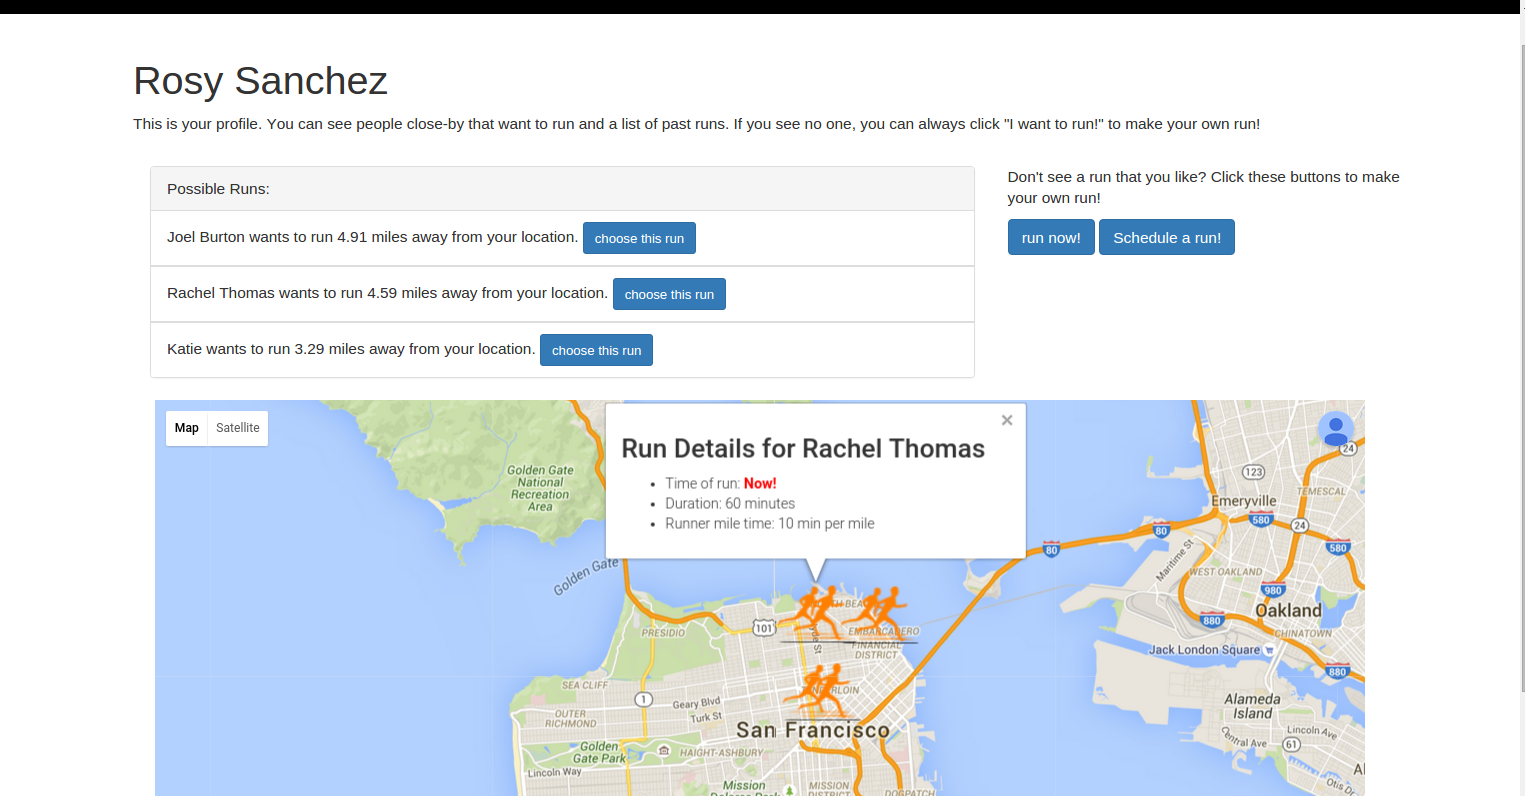 Rosy Sanchez
This is your profile. You can see people close-by that want to run and a list of past runs. If you see no one, you can always click "I want to run!" to make your own run!
Possible Runs:
Joel Burton wants to run 4.91 miles away from your location. choose this run
Rachel Thomas wants to run 4.59 miles away from your location. choose this run
Katie wants to run 3.29 miles away from your location. choose this run
Don't see a run that you like? Click these buttons to make
your own run!
run now! Schedule a run!
Map Satellite
Run Details for Rachel Thomas
Time of run: Now!
Duration: 60 minutes
Runner mile time: 10 min per mile
Golden Gate
National
Recreation
Area
Golden Gate
24
123
Emeryville
TEMESCAL
580
24
80
80
580
Maritime St
WEST OAKLAND
980
Oakland
880
CHINATOWN
Jack London Square
880
Alameda
Island
Lincoln Ave
Central Ave
61
Otis Dr
PRESIDIO
101
EMBARCADERO
FINANCIAL
DISTRICT
SEA CLIFF
1
Geary Blvd
Turk St
OUTER
RICHMOND
San Francisco
Golden
Gate Park
HAIGHT-ASHBURY
Lincoln Way
Mission
MISSION
DOGPATCH